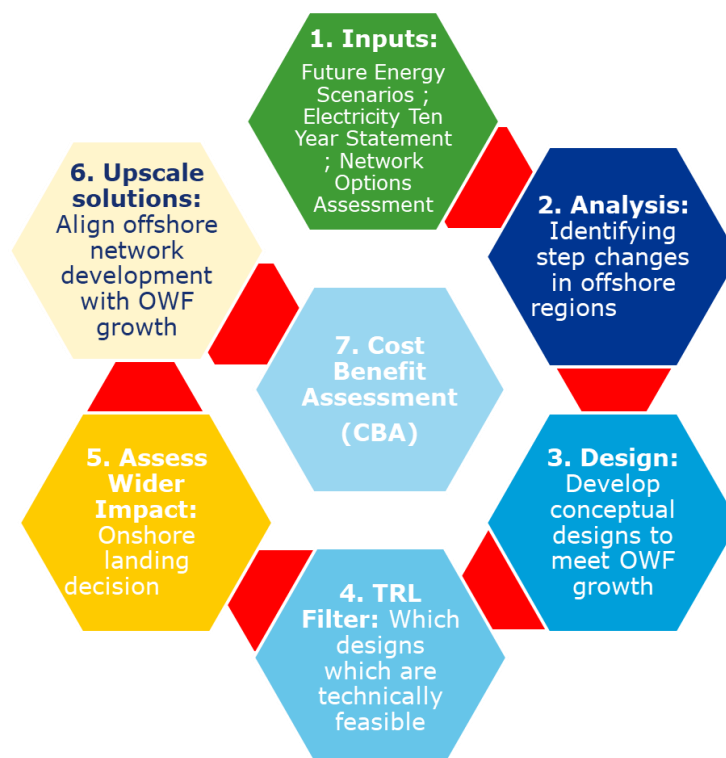 1. Inputs:
Future Energy
Scenarios ;
Electricity Ten
Year Statement
; Network
Options
Assessment
2. Analysis:
Identifying
step changes
in offshore
regions
3. Design:
Develop
conceptual
designs to
meet OWF
growth
4. TRL
Filter: Which
designs
which are
technically
feasible
5. Assess
Wider
Impact:
Onshore
landing
decision
6. Upscale
solutions:
Align offshore
network
development
with OWF
growth
7. Cost
Benefit
Assessment
(CBA)